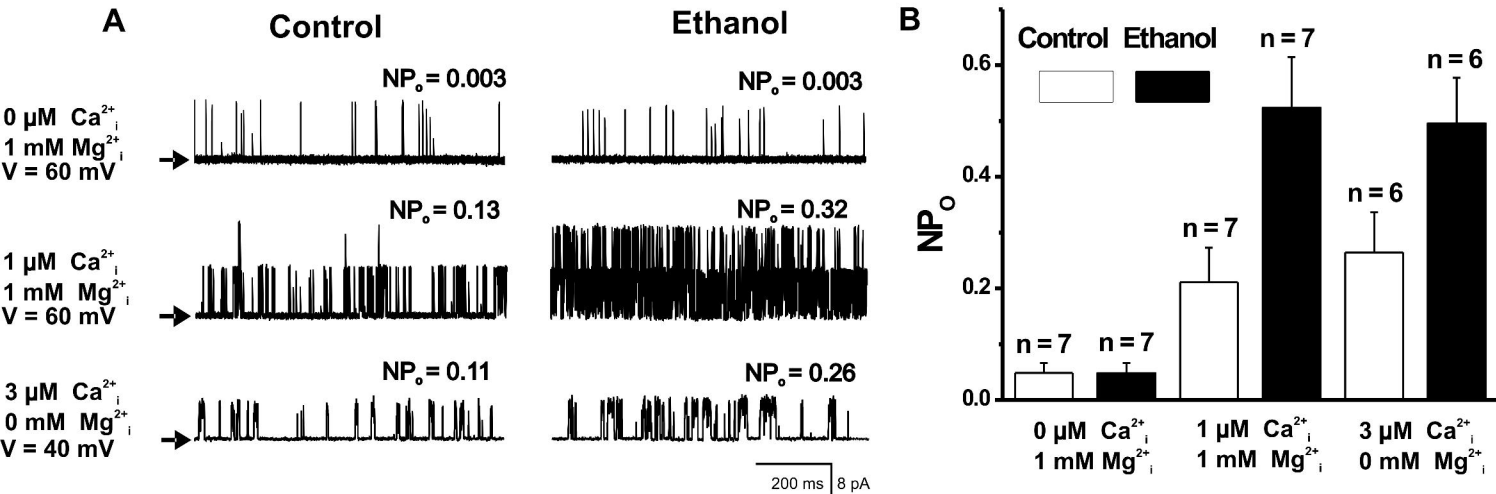 A
Control
Ethanol
NPo = 0.003
NPo = 0.003
0 µM Ca²⁺i
1 mM Mg²⁺i
V = 60 mV
NPo = 0.13
NPo = 0.32
1 µM Ca²⁺i
1 mM Mg²⁺i
V = 60 mV
NPo = 0.11
NPo = 0.26
3 µM Ca²⁺i
0 mM Mg²⁺i
V = 40 mV
200 ms
8 pA
B
Control Ethanol
NPO
0.6
0.4
0.2
0.0
n = 7
n = 7
n = 7
n = 7
n = 6
n = 6
0 µM Ca²⁺i
1 mM Mg²⁺i
1 µM Ca²⁺i
1 mM Mg²⁺i
3 µM Ca²⁺i
0 mM Mg²⁺i